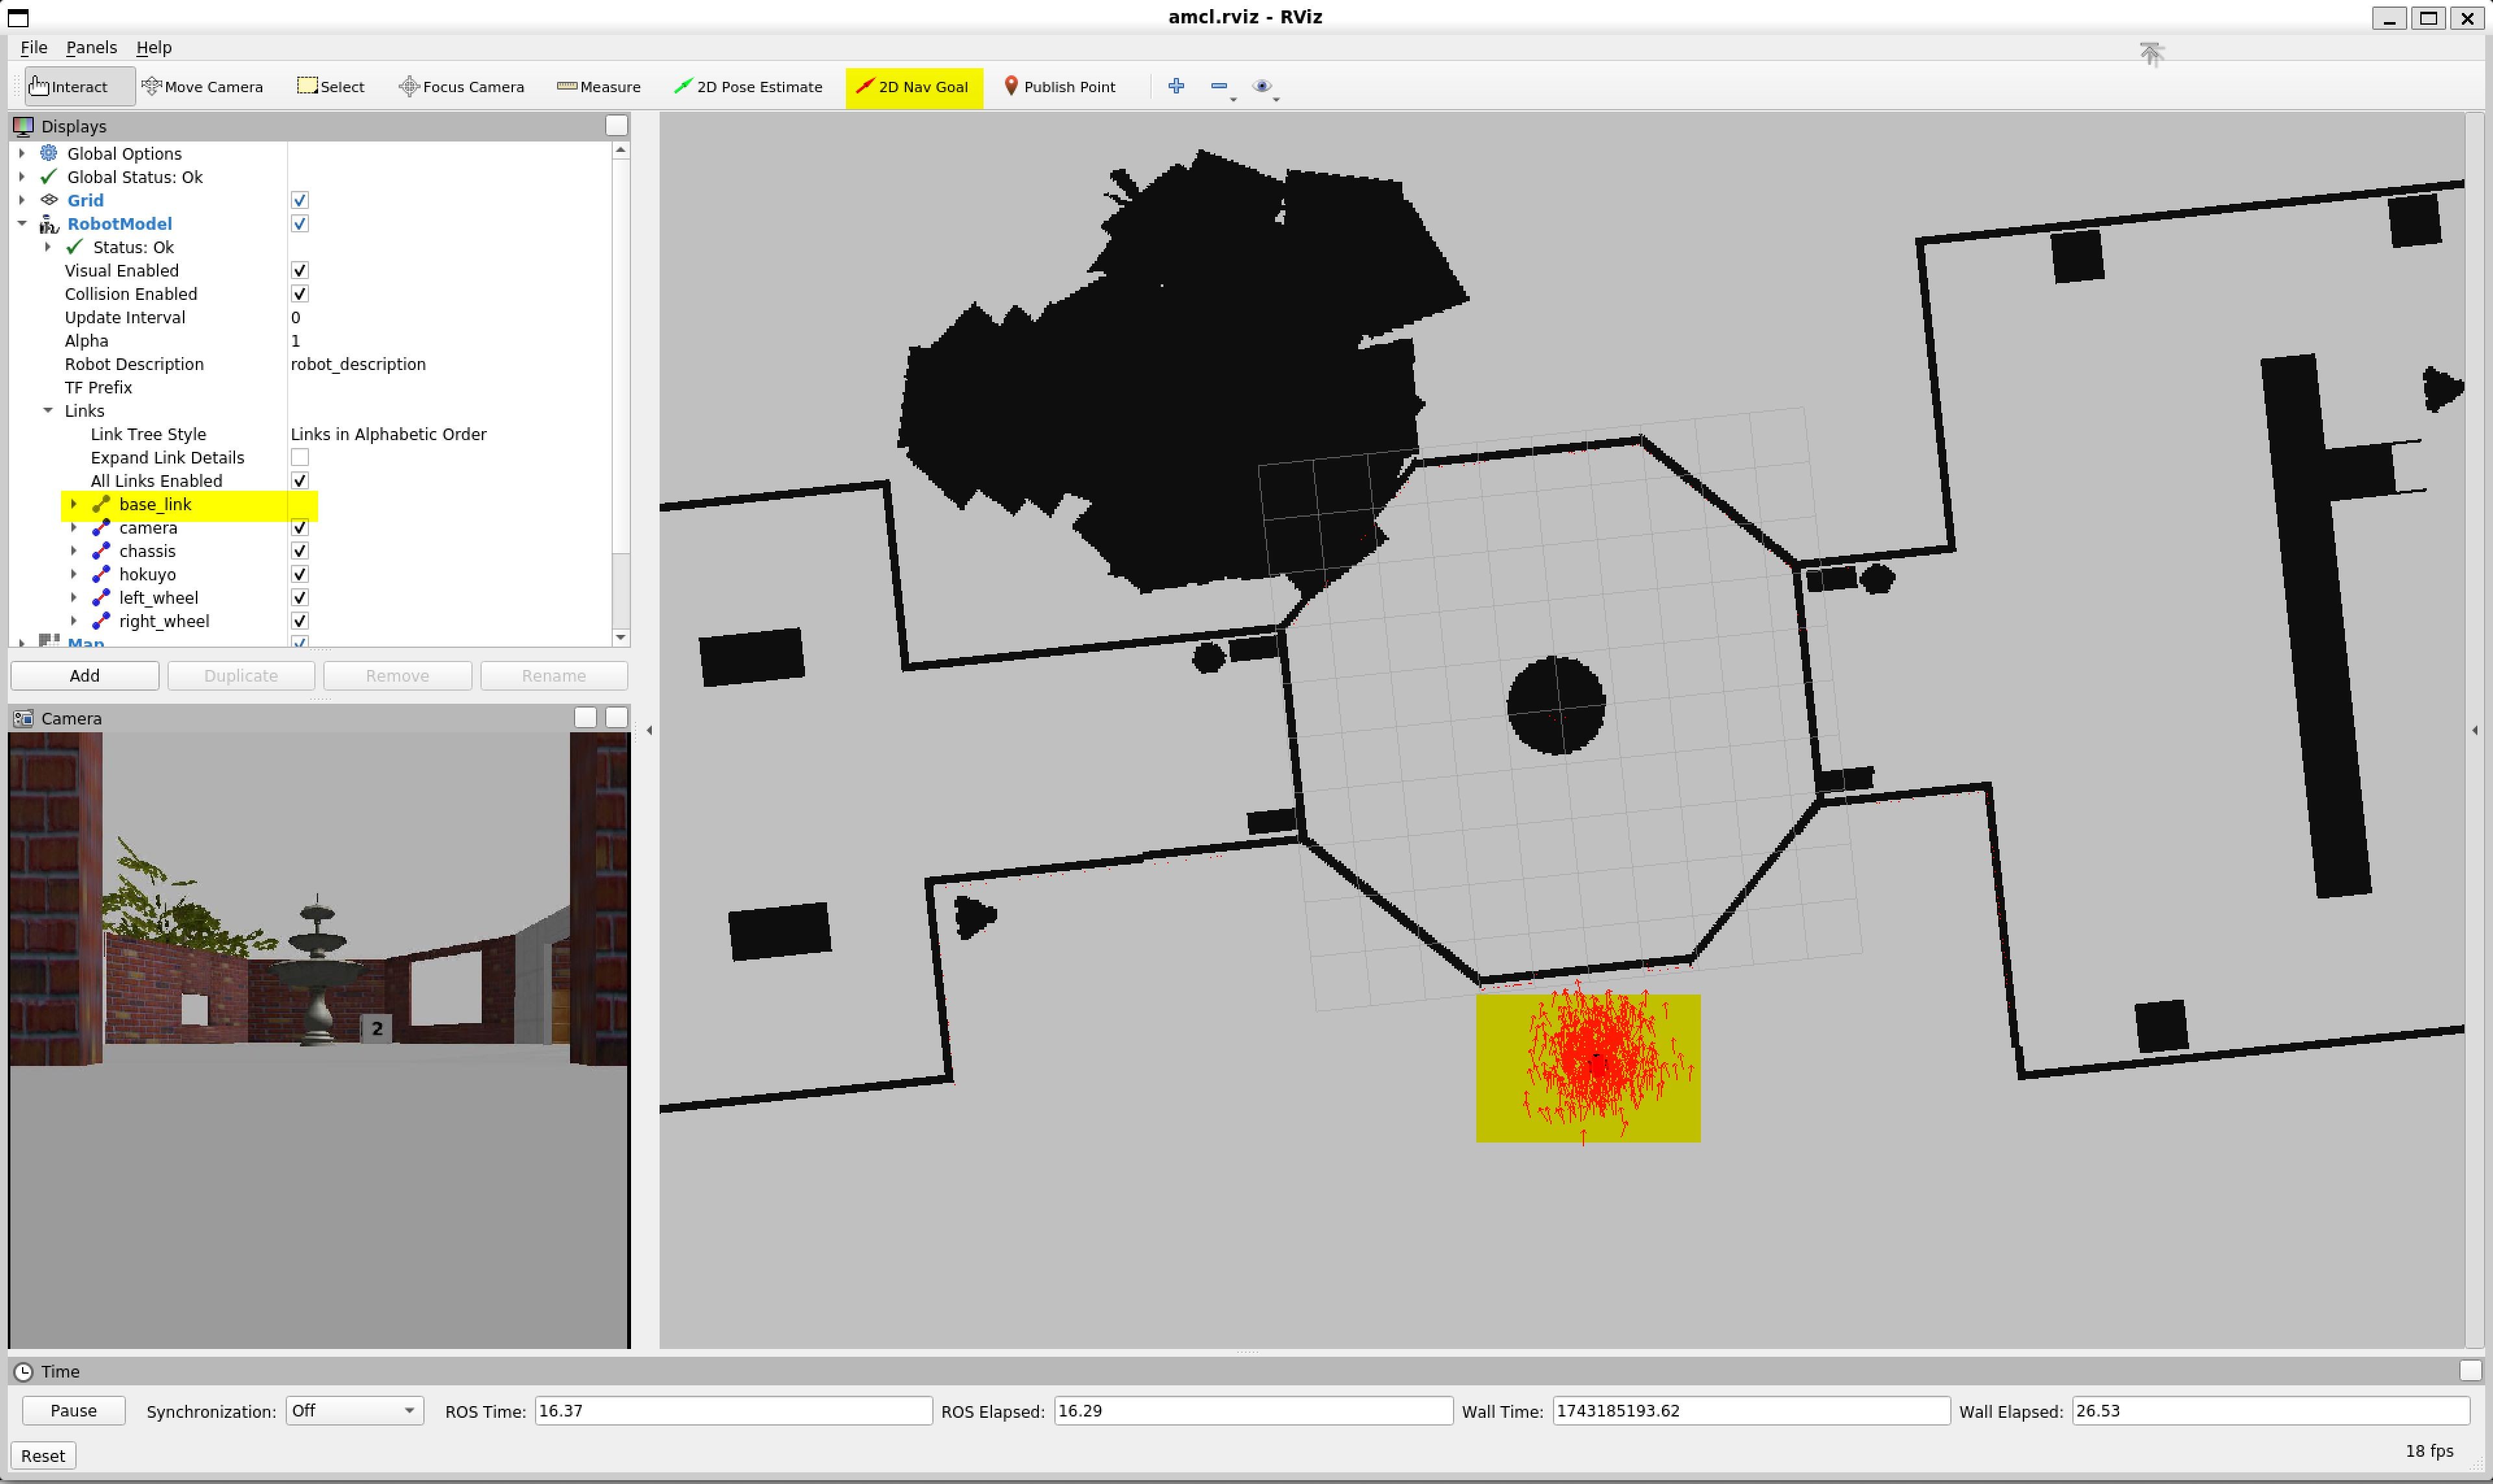 amcl.rviz - RViz
File Panels Help
Interact Move Camera Select Focus Camera Measure 2D Pose Estimate 2D Nav Goal Publish Point
Displays
Global Options
Global Status: Ok
Grid
RobotModel
Status: Ok
Visual Enabled
Collision Enabled
Update Interval 0
Alpha 1
Robot Description robot_description
TF Prefix
Links
Link Tree Style Links in Alphabetic Order
Expand Link Details
All Links Enabled
base_link
camera
chassis
hokuyo
left_wheel
right_wheel
Map
Add Duplicate Remove Rename
Camera
2
Time
Pause Synchronization: Off ROS Time: 16.37 ROS Elapsed: 16.29 Wall Time: 1743185193.62 Wall Elapsed: 26.53
Reset 18 fps